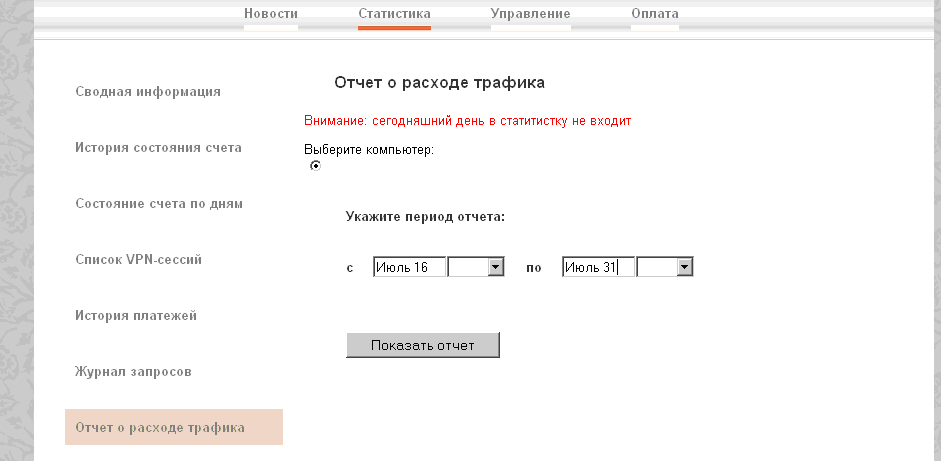 Новости Статистика Управление Оплата
Отчет о расходе трафика
Внимание: сегодняшний день в статитистку не входит
Выберите компьютер:
Укажите период отчета:
с Июль 16 по Июль 31
Показать отчет
Сводная информация
История состояния счета
Состояние счета по дням
Список VPN-сессий
История платежей
Журнал запросов
Отчет о расходе трафика